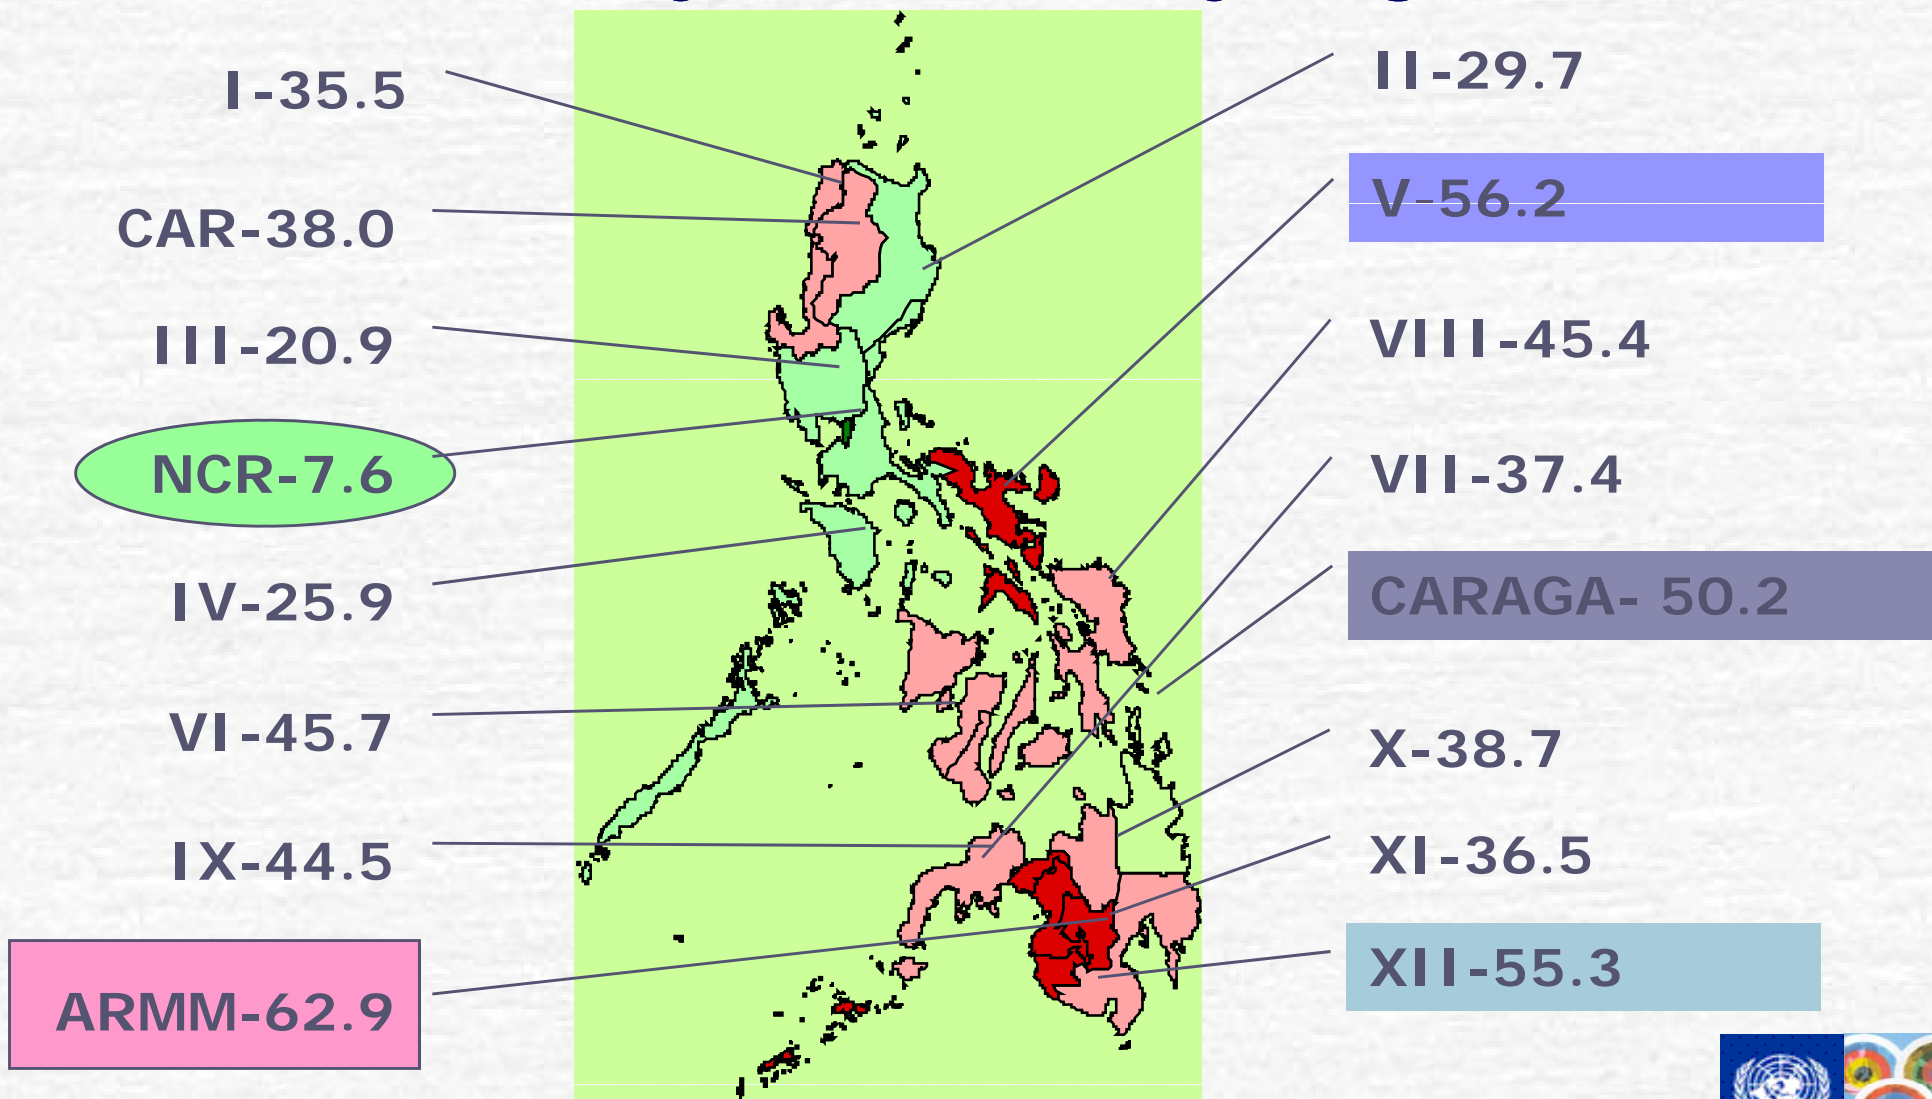 I-35.5
CAR-38.0
III-20.9
NCR-7.6
IV-25.9
VI-45.7
IX-44.5
ARMM-62.9
II-29.7
V-56.2
VIII-45.4
VII-37.4
CARAGA- 50.2
X-38.7
XI-36.5
XII-55.3